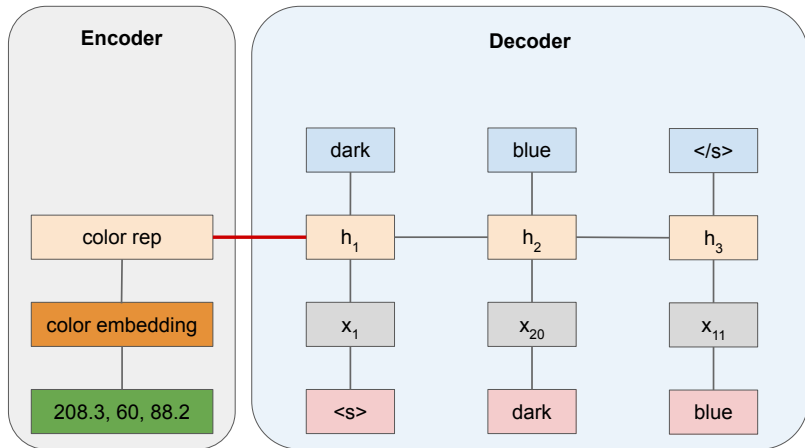 Encoder
Decoder
dark
blue
</s>
color rep
h₁
h₂
h₃
color embedding
x₁
x₂₀
x₁₁
208.3, 60, 88.2
<s>
dark
blue